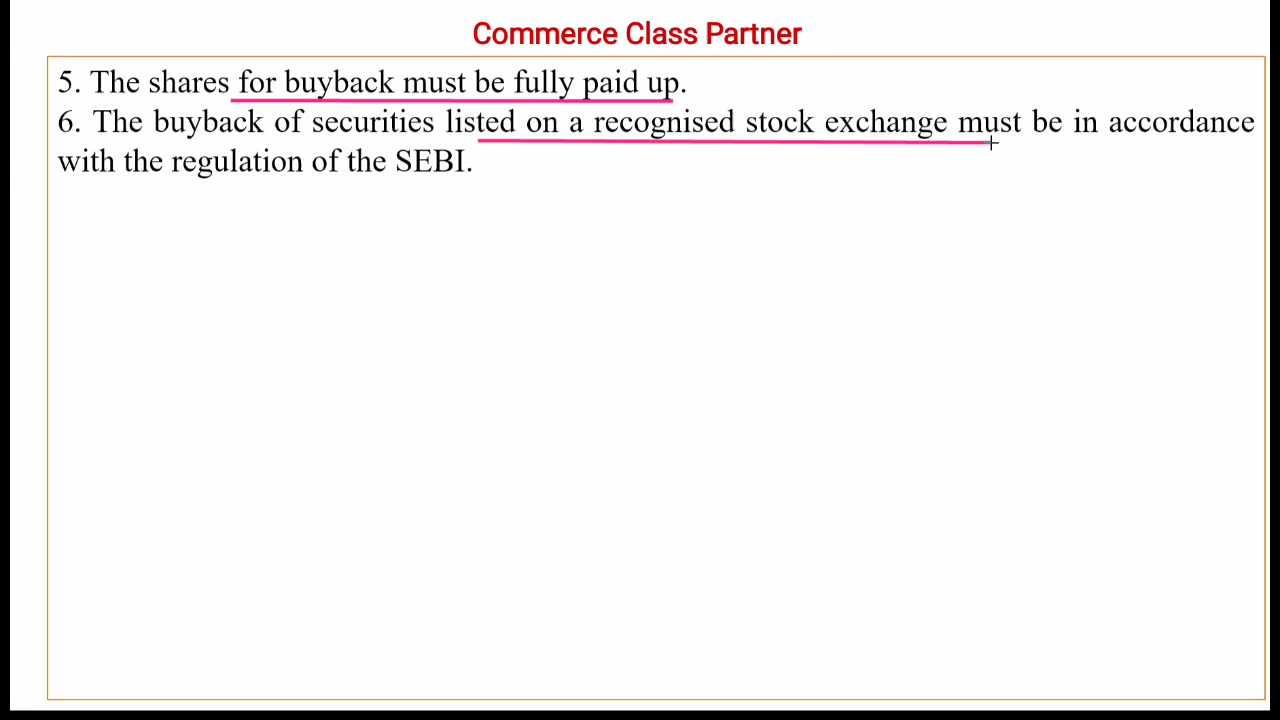 Commerce Class Partner
5. The shares for buyback must be fully paid up.
6. The buyback of securities listed on a recognised stock exchange must be in accordance
with the regulation of the SEBI.